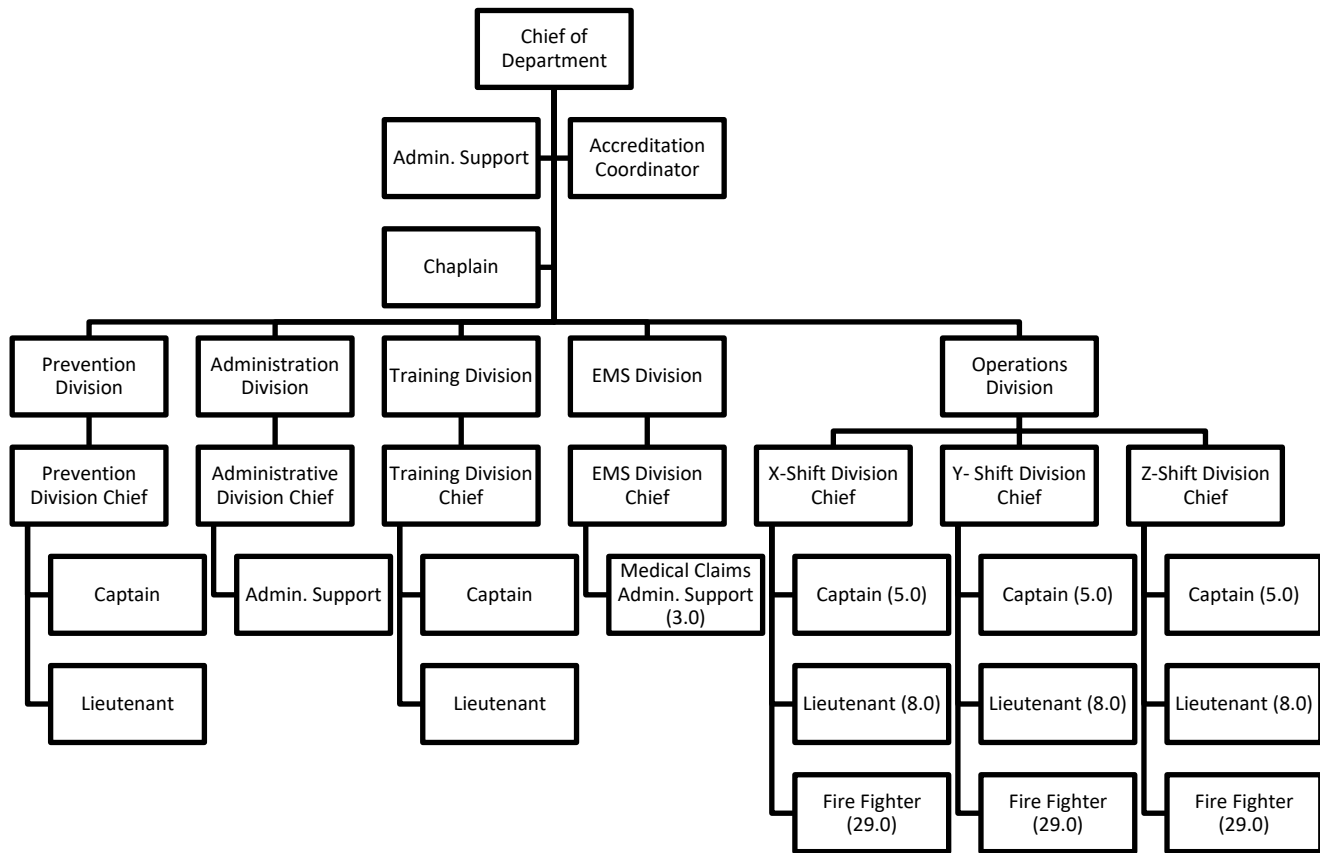 Chief of
Department
Admin. Support
Accreditation
Coordinator
Chaplain
Prevention
Division
Administration
Division
Training Division
EMS Division
Operations
Division
Prevention
Division Chief
Administrative
Division Chief
Training Division
Chief
EMS Division
Chief
X-Shift Division
Chief
Y- Shift Division
Chief
Z-Shift Division
Chief
Captain
Admin. Support
Captain
Medical Claims
Admin. Support
(3.0)
Captain (5.0)
Captain (5.0)
Captain (5.0)
Lieutenant
Lieutenant
Lieutenant (8.0)
Lieutenant (8.0)
Lieutenant (8.0)
Fire Fighter
(29.0)
Fire Fighter
(29.0)
Fire Fighter
(29.0)